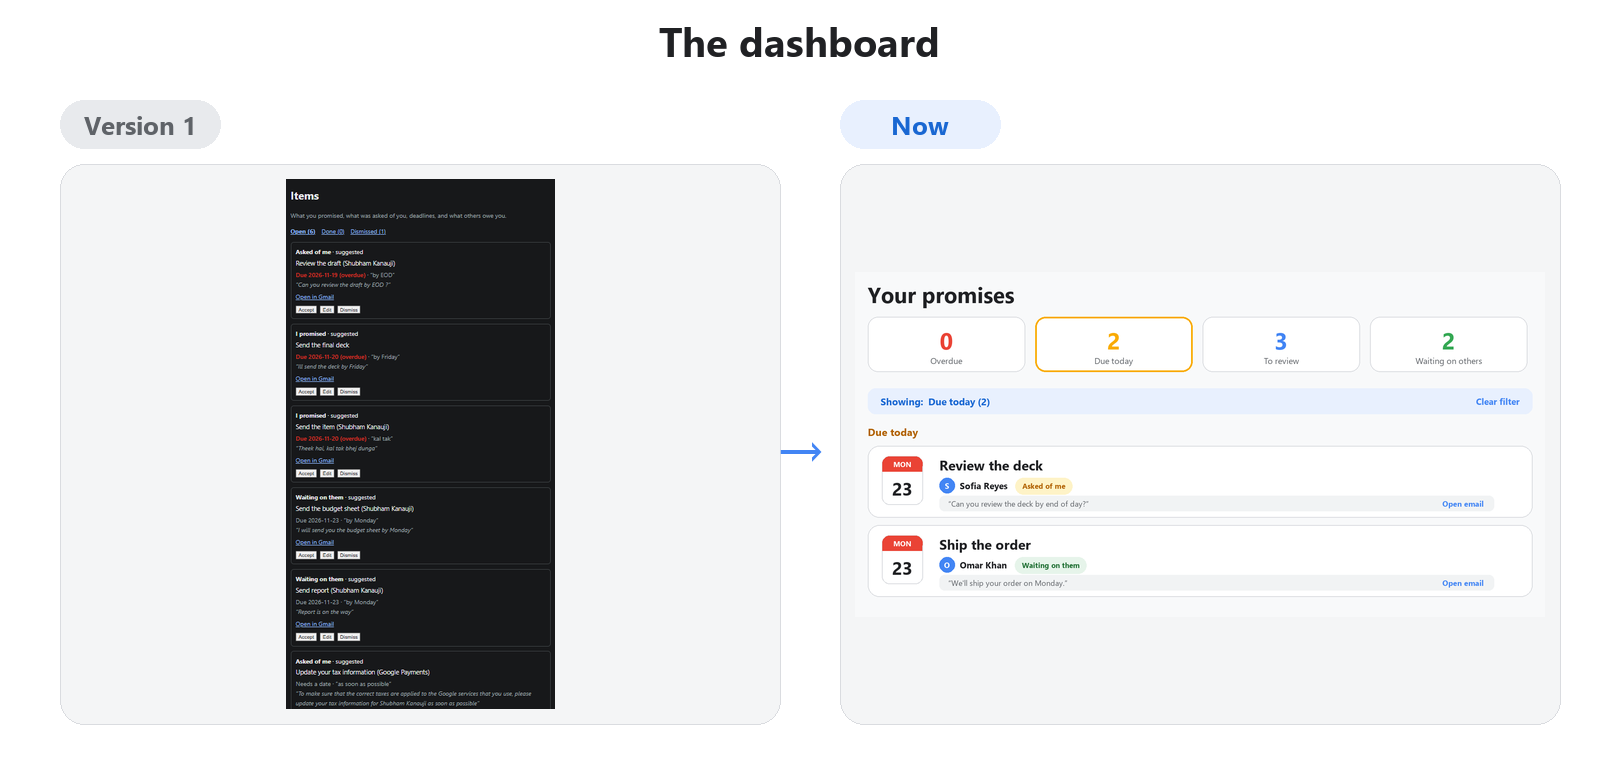 The dashboard
Version 1
Items
What you promised, what was asked of you, deadlines, and what others owe you.
Open (6) Done (0) Dismissed (1)
Asked of me · suggested
Review the draft (Shubham Kanauji)
Due 2026-11-19 (overdue) · "by EOD"
"Can you review the draft by EOD ?"
Open in Gmail
Accept Edit Dismiss
I promised · suggested
Send the final deck
Due 2026-11-20 (overdue) · "by Friday"
"Ill send the deck by Friday"
Open in Gmail
Accept Edit Dismiss
I promised · suggested
Send the item (Shubham Kanauji)
Due 2026-11-20 (overdue) · "kal tak"
"Theek hai, kal tak bhej dunga"
Open in Gmail
Accept Edit Dismiss
Waiting on them · suggested
Send the budget sheet (Shubham Kanauji)
Due 2026-11-23 · "by Monday"
"I will send you the budget sheet by Monday"
Open in Gmail
Accept Edit Dismiss
Waiting on them · suggested
Send report (Shubham Kanauji)
Due 2026-11-23 · "by Monday"
"Report is on the way"
Open in Gmail
Accept Edit Dismiss
Asked of me · suggested
Update your tax information (Google Payments)
Needs a date · "as soon as possible"
"To make sure that the correct taxes are applied to the Google services that you use, please
update your tax information for Shubham Kanauji as soon as possible"
Now
Your promises
0 2 3 2
Overdue Due today To review Waiting on others
Showing: Due today (2) Clear filter
Due today
MON
23
Review the deck
S Sofia Reyes Asked of me
"Can you review the deck by end of day?" Open email
MON
23
Ship the order
O Omar Khan Waiting on them
"We'll ship your order on Monday." Open email